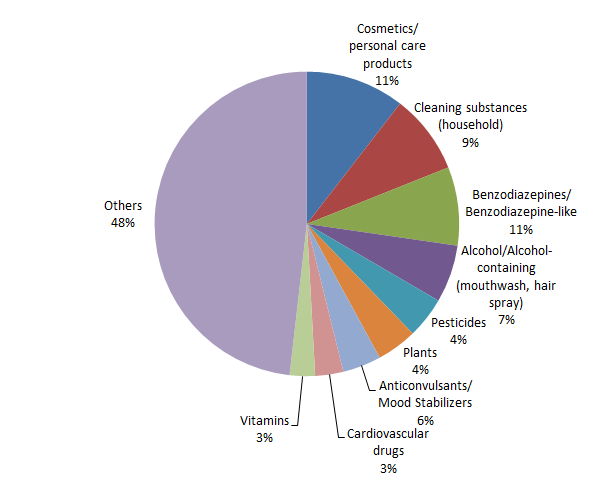 Cosmetics/
personal care
products
11%
Cleaning substances
(household)
9%
Benzodiazepines/
Benzodiazepine-like
11%
Alcohol/Alcohol-
containing
(mouthwash, hair
spray)
7%
Pesticides
4%
Plants
4%
Anticonvulsants/
Mood Stabilizers
6%
Cardiovascular
drugs
3%
Vitamins
3%
Others
48%